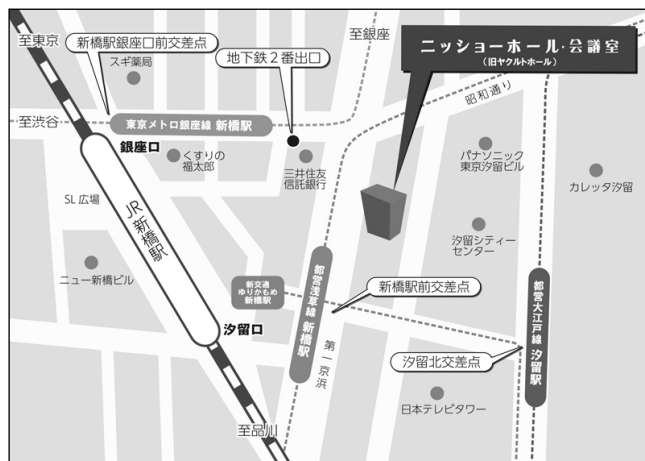 至東京
新橋駅銀座口前交差点
スギ薬局
地下鉄2番出口
至銀座
ニッショーホール・会議室
（旧ヤクルトホール）
昭和通り
至渋谷
東京メトロ銀座線 新橋駅
銀座口
くすりの
福太郎
三井住友
信託銀行
パナソニック
東京汐留ビル
カレッタ汐留
SL広場
JR新橋駅
汐留シティー
センター
ニュー新橋ビル
新交通
ゆりかもめ
新橋駅
都営浅草線 新橋駅
新橋駅前交差点
都営大江戸線 汐留駅
汐留口
第一京浜
汐留北交差点
日本テレビタワー
至品川